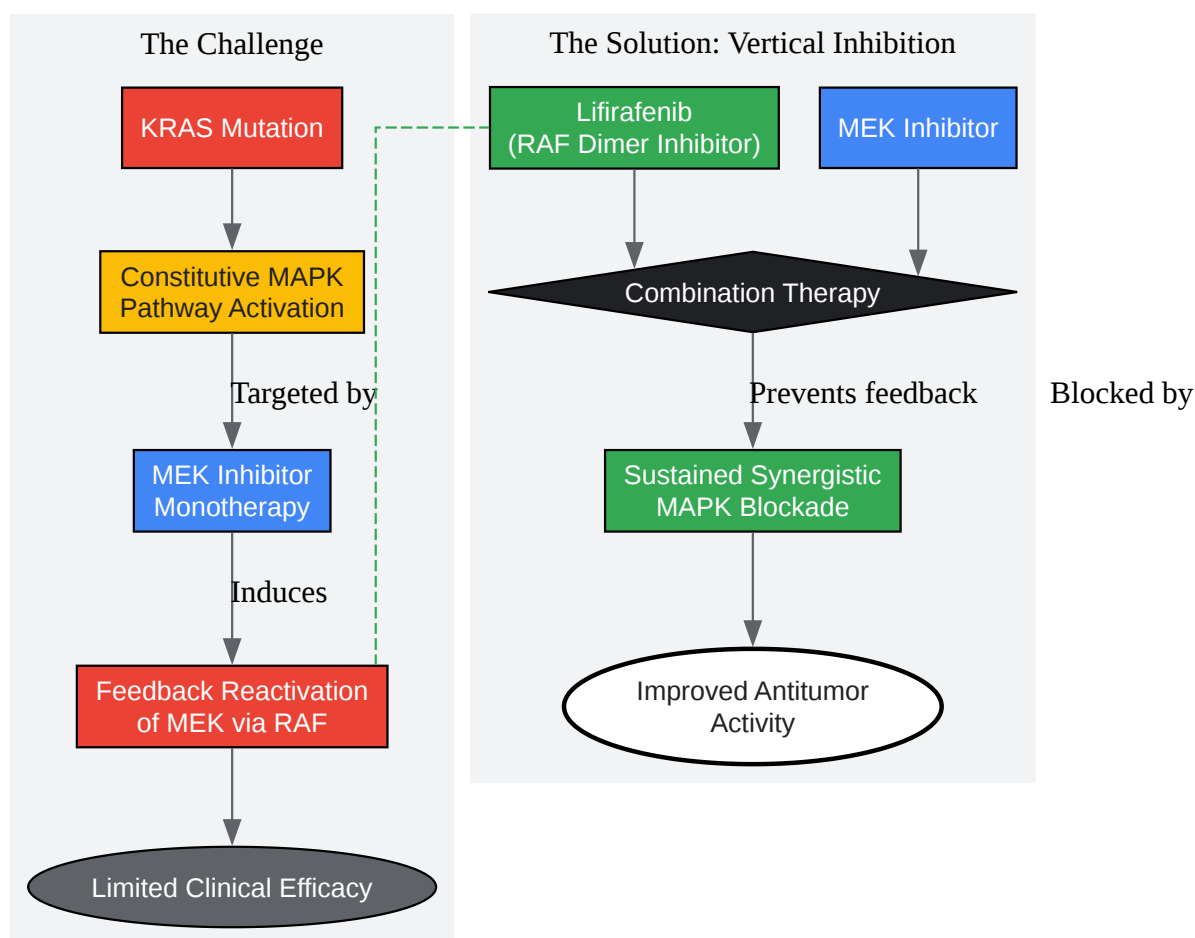 The Challenge
KRAS Mutation
Constitutive MAPK
Pathway Activation
Targeted by
MEK Inhibitor
Monotherapy
Induces
Feedback Reactivation
of MEK via RAF
Limited Clinical Efficacy
The Solution: Vertical Inhibition
Lifirafenib
(RAF Dimer Inhibitor)
MEK Inhibitor
Combination Therapy
Prevents feedback
Blocked by
Sustained Synergistic
MAPK Blockade
Improved Antitumor
Activity